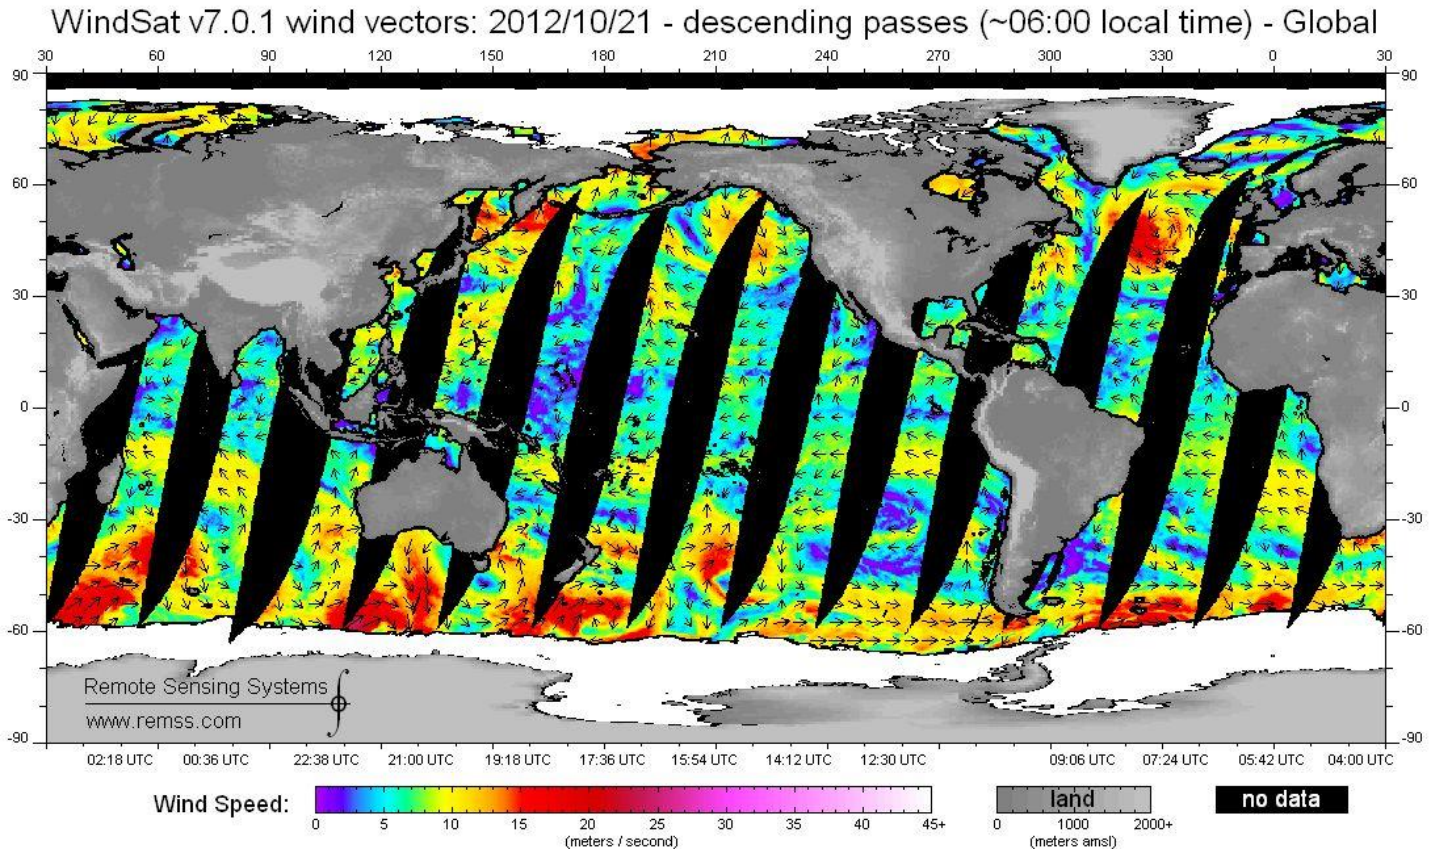 WindSat v7.0.1 wind vectors: 2012/10/21 - descending passes (~06:00 local time) - Global
30 60 90 120 150 180 210 240 270 300 330 0 30
90 90
60 60
30 30
0 0
-30 -30
-60 -60
-90 -90
Remote Sensing Systems
www.remss.com
02:18 UTC 00:36 UTC 22:38 UTC 21:00 UTC 19:18 UTC 17:36 UTC 15:54 UTC 14:12 UTC 12:30 UTC 09:06 UTC 07:24 UTC 05:42 UTC 04:00 UTC
Wind Speed: land no data
0 5 10 15 20 25 30 35 40 45+ 0 1000 2000+
(meters / second) (meters amsl)